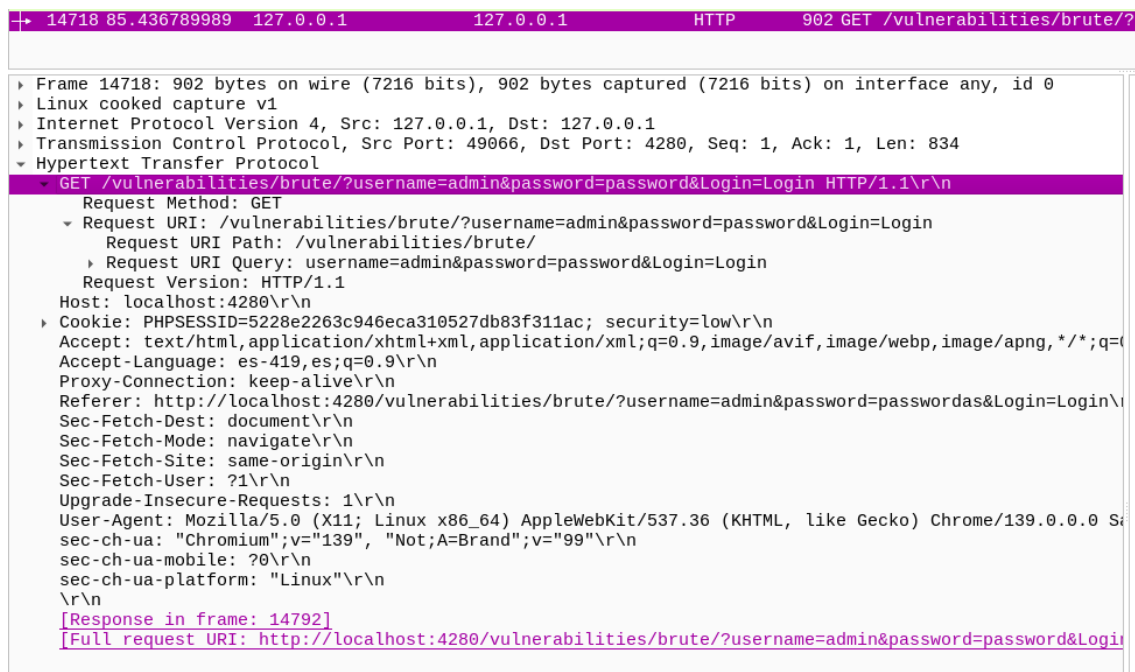 14718 85.436789989 127.0.0.1 127.0.0.1 HTTP 902 GET /vulnerabilities/brute/?
Frame 14718: 902 bytes on wire (7216 bits), 902 bytes captured (7216 bits) on interface any, id 0
Linux cooked capture v1
Internet Protocol Version 4, Src: 127.0.0.1, Dst: 127.0.0.1
Transmission Control Protocol, Src Port: 49066, Dst Port: 4280, Seq: 1, Ack: 1, Len: 834
Hypertext Transfer Protocol
GET /vulnerabilities/brute/?username=admin&password=password&Login=Login HTTP/1.1\r\n
Request Method: GET
Request URI: /vulnerabilities/brute/?username=admin&password=password&Login=Login
Request URI Path: /vulnerabilities/brute/
Request URI Query: username=admin&password=password&Login=Login
Request Version: HTTP/1.1
Host: localhost:4280\r\n
Cookie: PHPSESSID=5228e2263c946eca310527db83f311ac; security=low\r\n
Accept: text/html,application/xhtml+xml,application/xml;q=0.9,image/avif,image/webp,image/apng,*/*;q=0
Accept-Language: es-419,es;q=0.9\r\n
Proxy-Connection: keep-alive\r\n
Referer: http://localhost:4280/vulnerabilities/brute/?username=admin&password=passwordas&Login=Login\r
Sec-Fetch-Dest: document\r\n
Sec-Fetch-Mode: navigate\r\n
Sec-Fetch-Site: same-origin\r\n
Sec-Fetch-User: ?1\r\n
Upgrade-Insecure-Requests: 1\r\n
User-Agent: Mozilla/5.0 (X11; Linux x86_64) AppleWebKit/537.36 (KHTML, like Gecko) Chrome/139.0.0.0 Sa
sec-ch-ua: "Chromium";v="139", "Not;A=Brand";v="99"\r\n
sec-ch-ua-mobile: ?0\r\n
sec-ch-ua-platform: "Linux"\r\n
\r\n
[Response in frame: 14792]
[Full request URI: http://localhost:4280/vulnerabilities/brute/?username=admin&password=password&Login